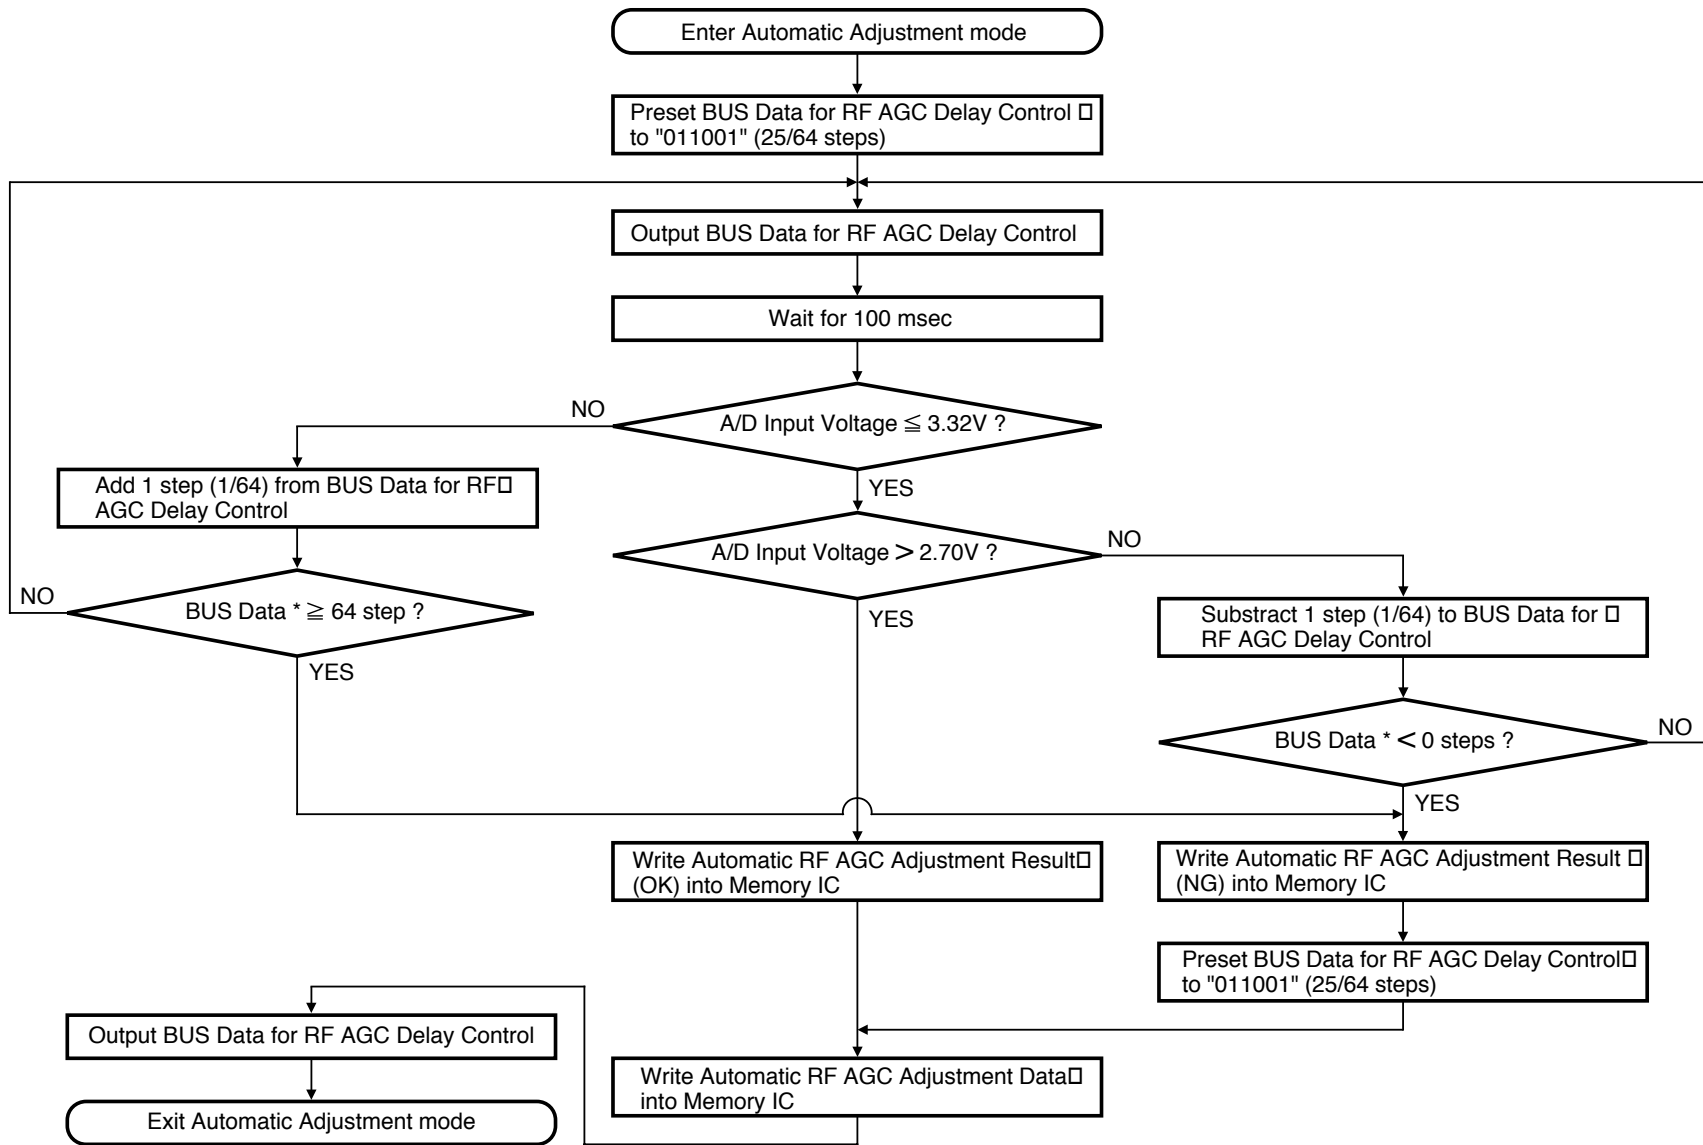 Enter Automatic Adjustment mode
Preset BUS Data for RF AGC Delay Control □
to "011001" (25/64 steps)
Output BUS Data for RF AGC Delay Control
Wait for 100 msec
A/D Input Voltage ≦ 3.32V ?
NO
YES
Add 1 step (1/64) from BUS Data for RF□
AGC Delay Control
A/D Input Voltage > 2.70V ?
NO
YES
BUS Data * ≧ 64 step ?
NO
YES
Substract 1 step (1/64) to BUS Data for □
RF AGC Delay Control
BUS Data * < 0 steps ?
NO
YES
Write Automatic RF AGC Adjustment Result□
(OK) into Memory IC
Write Automatic RF AGC Adjustment Result □
(NG) into Memory IC
Preset BUS Data for RF AGC Delay Control□
to "011001" (25/64 steps)
Output BUS Data for RF AGC Delay Control
Write Automatic RF AGC Adjustment Data□
into Memory IC
Exit Automatic Adjustment mode